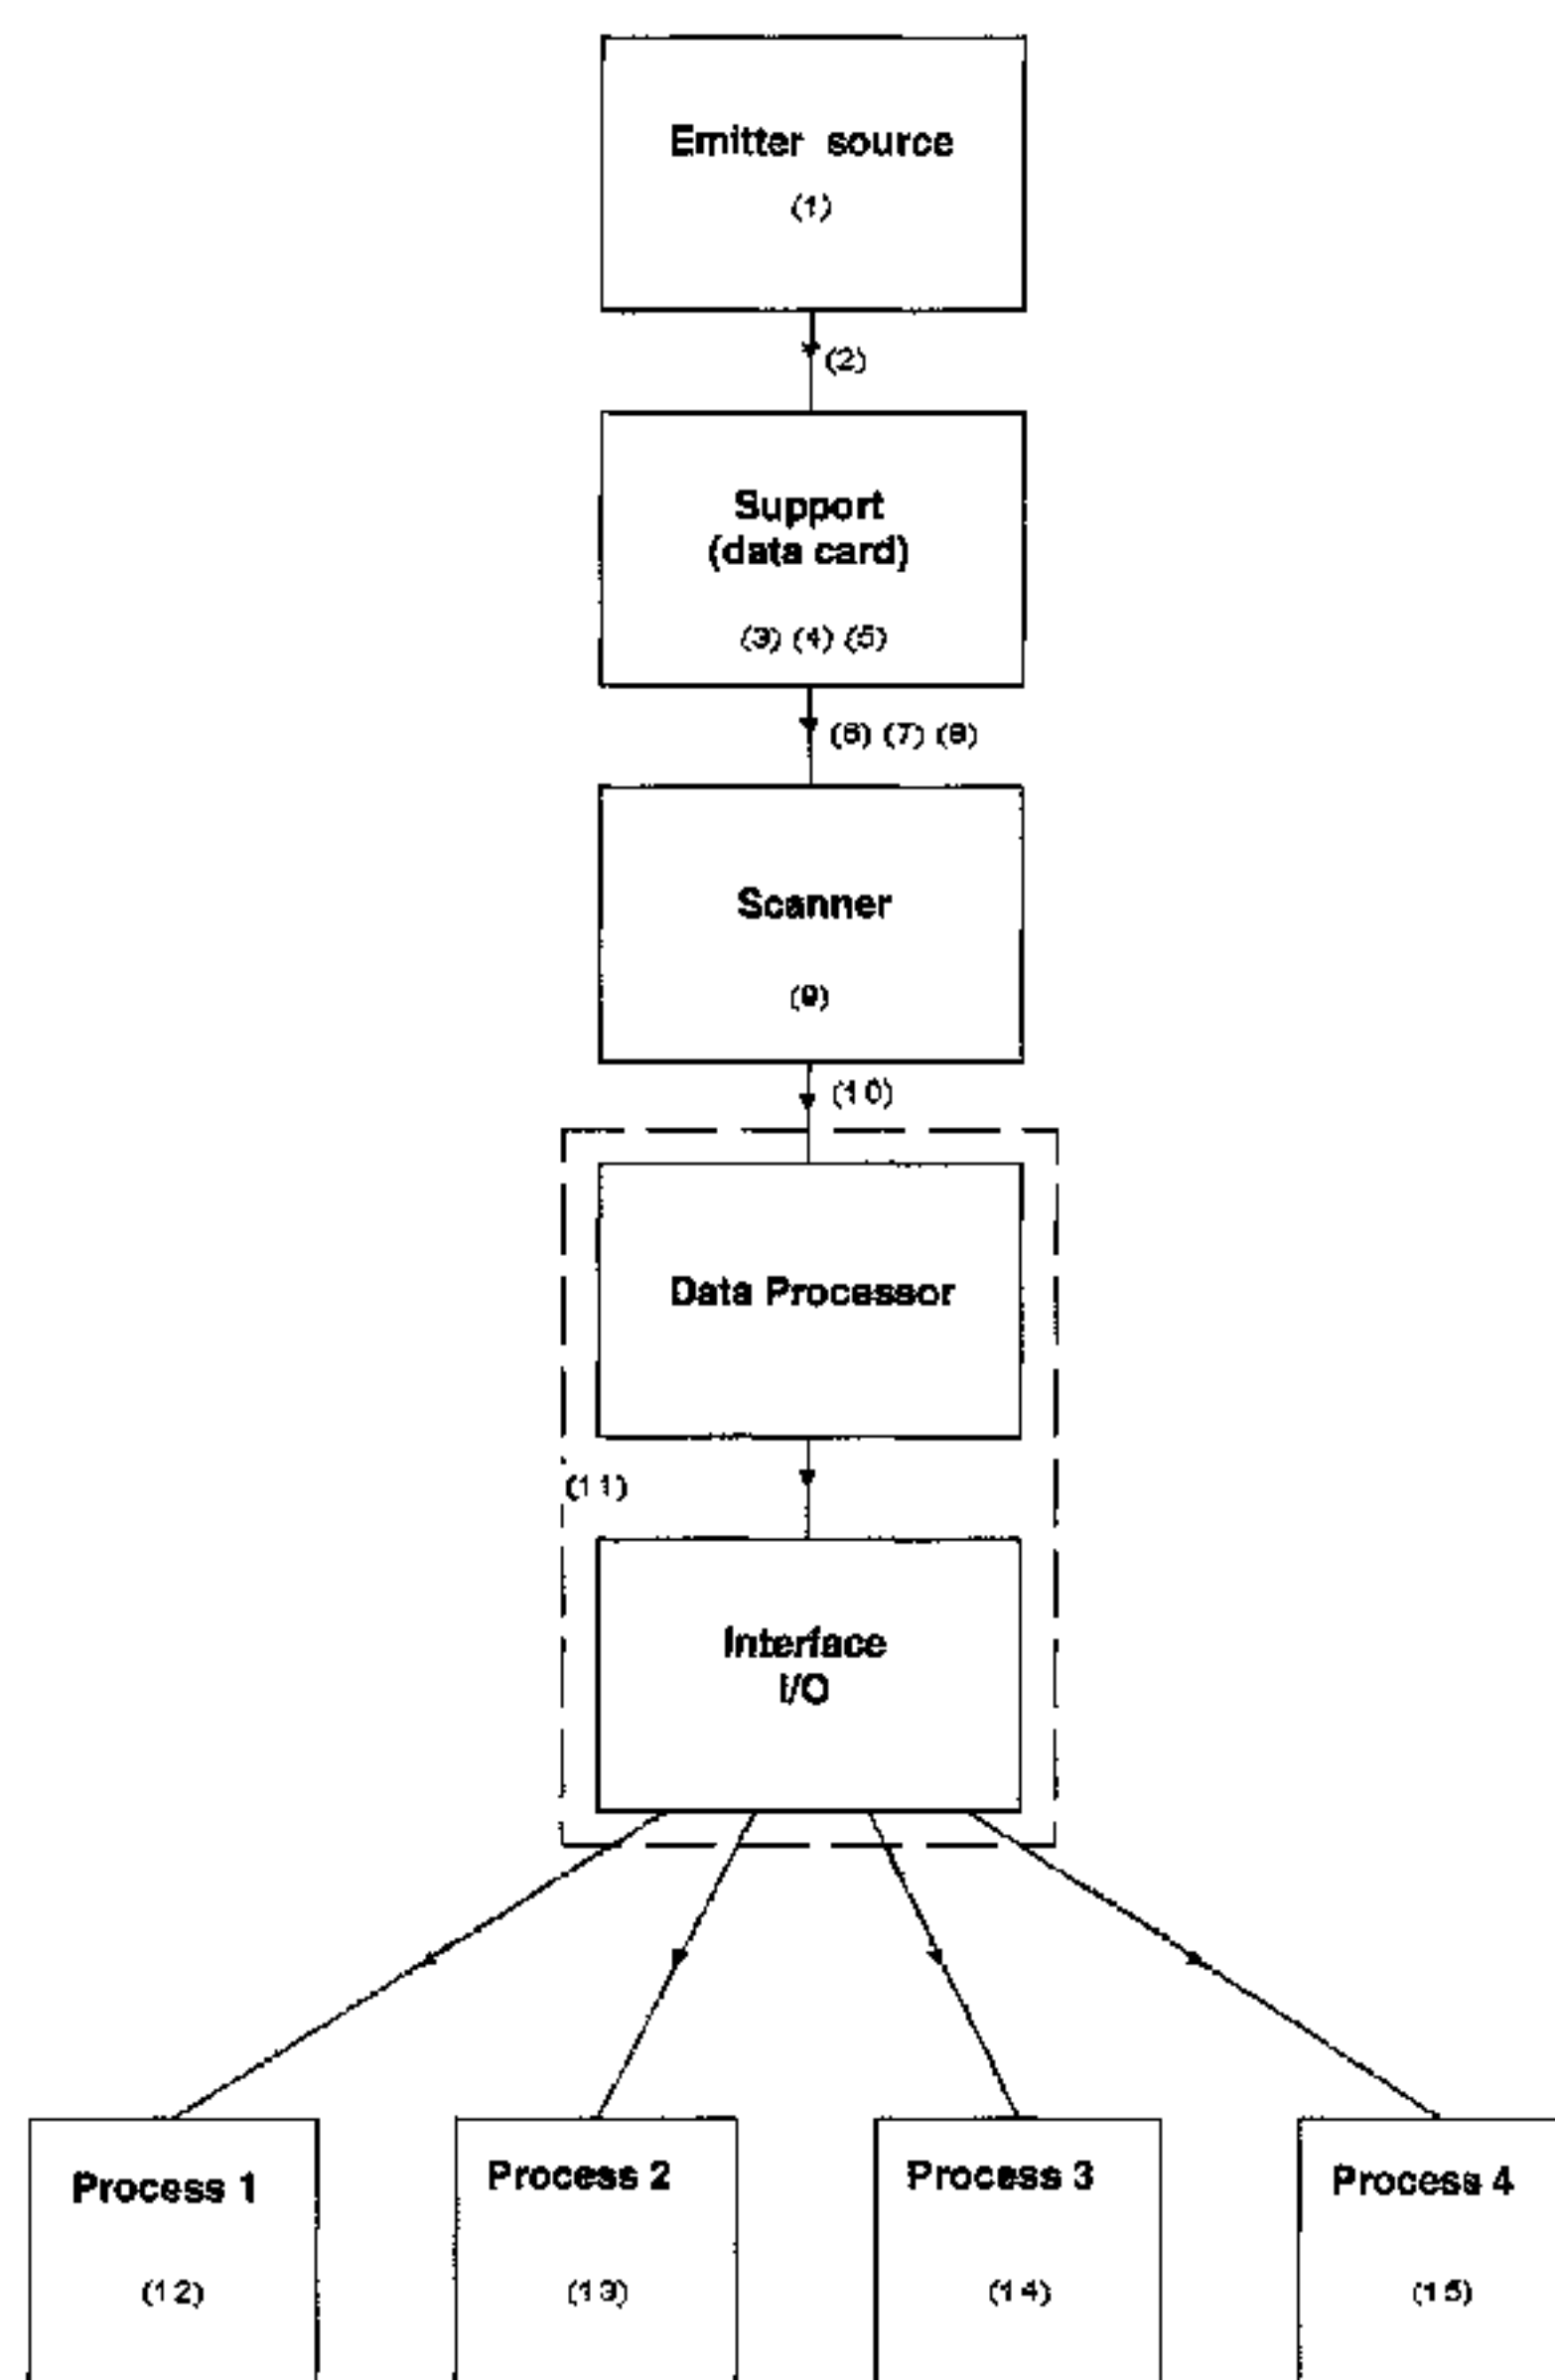 Emitter source
(1)
(2)
Support
(data card)
(3) (4) (5)
(6) (7) (8)
Scanner
(9)
(10)
Data Processor
(11)
Interface
I/O
Process 1
(12)
Process 2
(13)
Process 3
(14)
Process 4
(15)